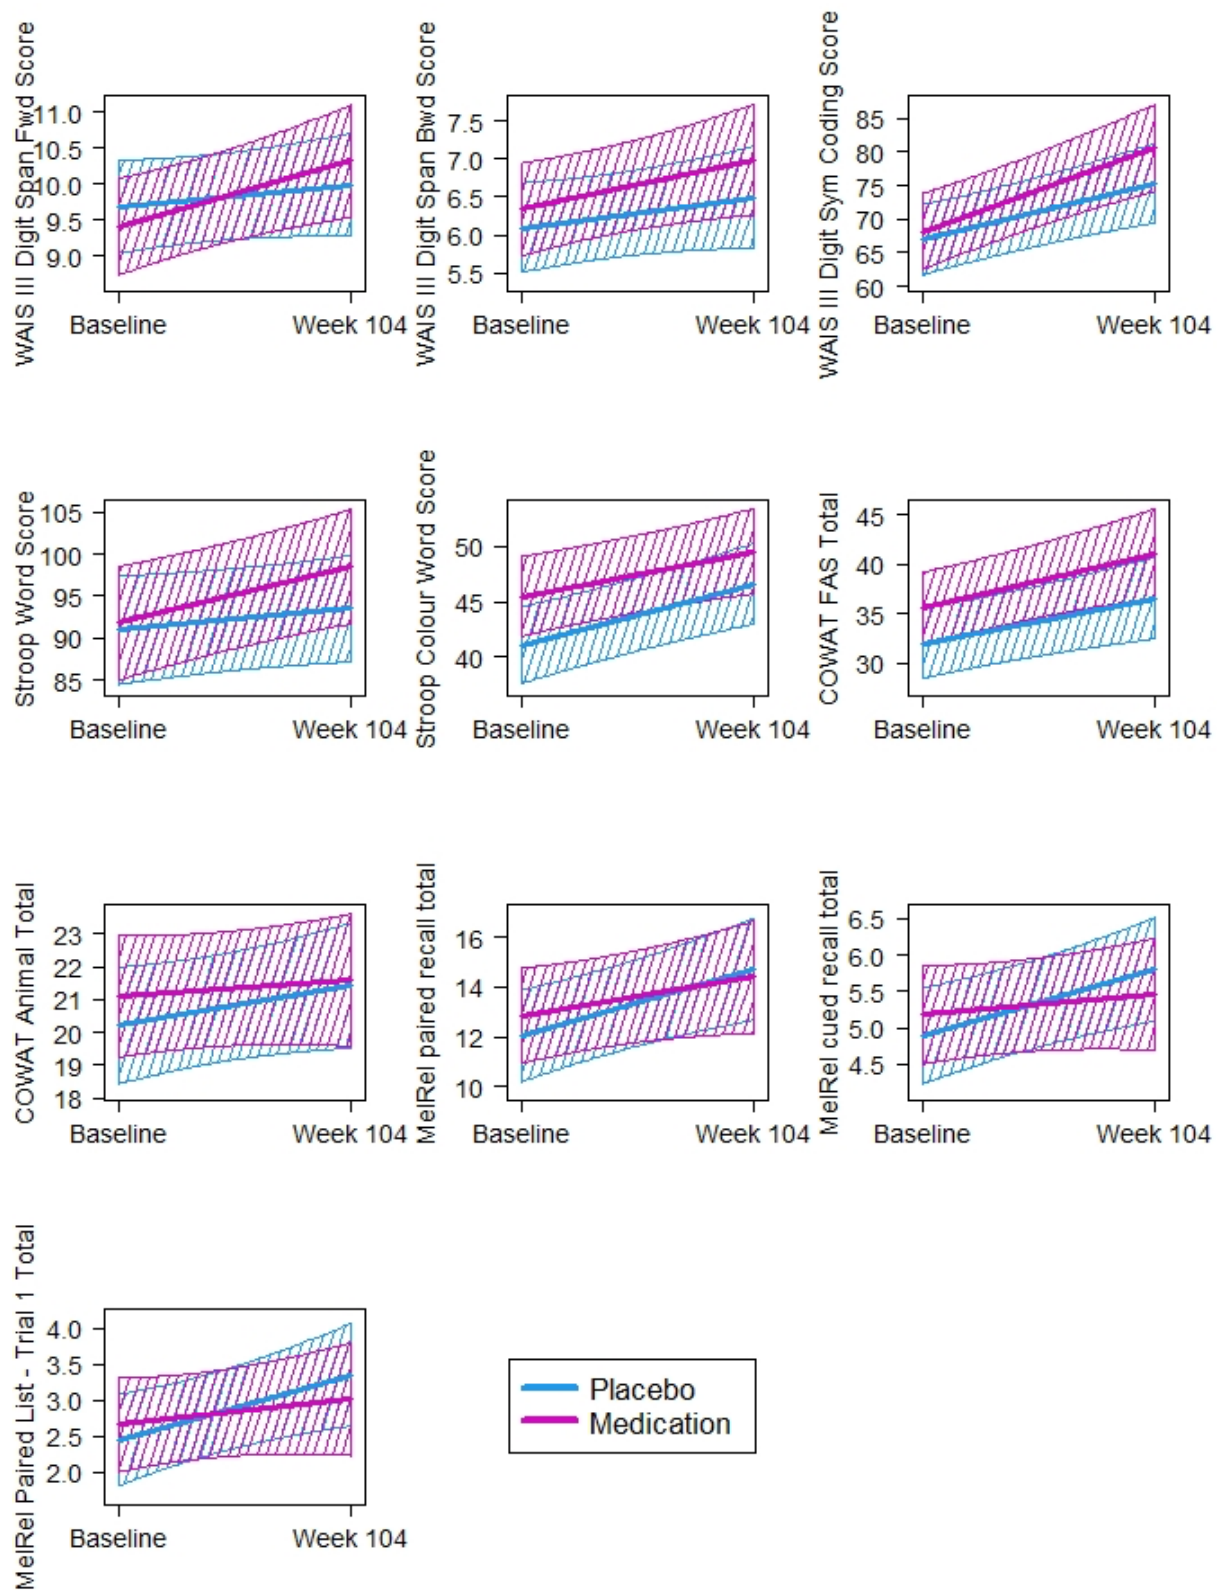 WAIS III Digit Span Fwd Score
11.0
10.5
10.0
9.5
9.0
Baseline Week 104
WAIS III Digit Span Bwd Score
7.5
7.0
6.5
6.0
5.5
Baseline Week 104
WAIS III Digit Sym Coding Score
85
80
75
70
65
60
Baseline Week 104
Stroop Word Score
105
100
95
90
85
Baseline Week 104
Stroop Colour Word Score
50
45
40
Baseline Week 104
COWAT FAS Total
45
40
35
30
Baseline Week 104
COWAT Animal Total
23
22
21
20
19
18
Baseline Week 104
MelRel paired recall total
16
14
12
10
Baseline Week 104
MelRel cued recall total
6.5
6.0
5.5
5.0
4.5
Baseline Week 104
MelRel Paired List - Trial 1 Total
4.0
3.5
3.0
2.5
2.0
Baseline Week 104
Placebo
Medication